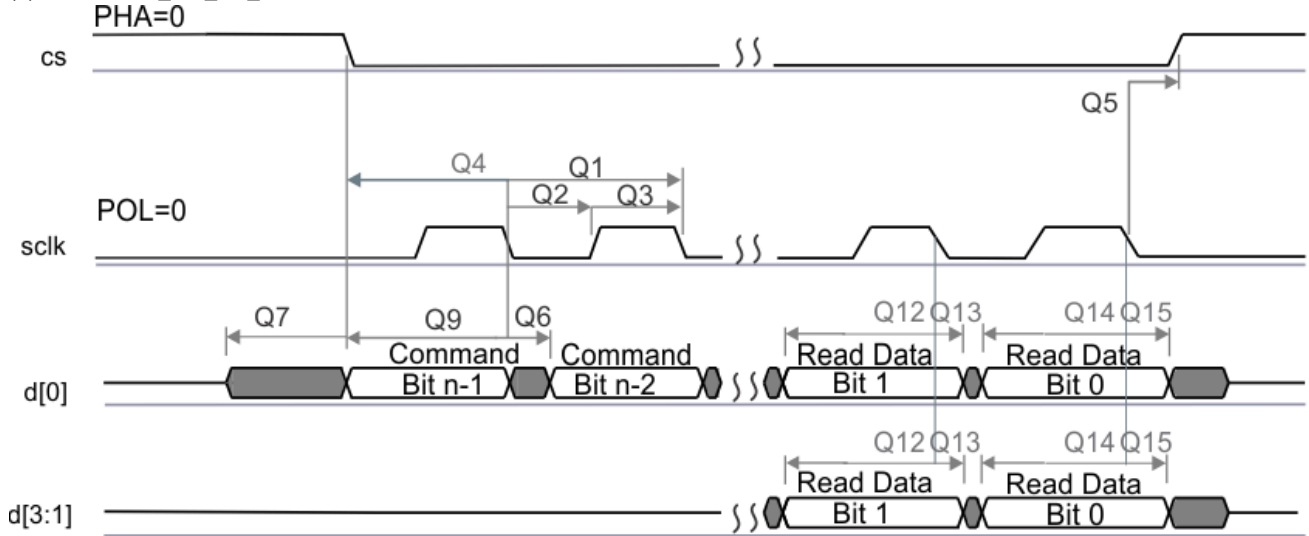 PHA=0
cs
Q5
Q4 Q1
Q2 Q3
POL=0
sclk
Q7 Q9 Q6 Q12 Q13 Q14 Q15
Command Command Read Data Read Data
d[0] Bit n-1 Bit n-2 Bit 1 Bit 0
Q12 Q13 Q14 Q15
Read Data Read Data
d[3:1] Bit 1 Bit 0